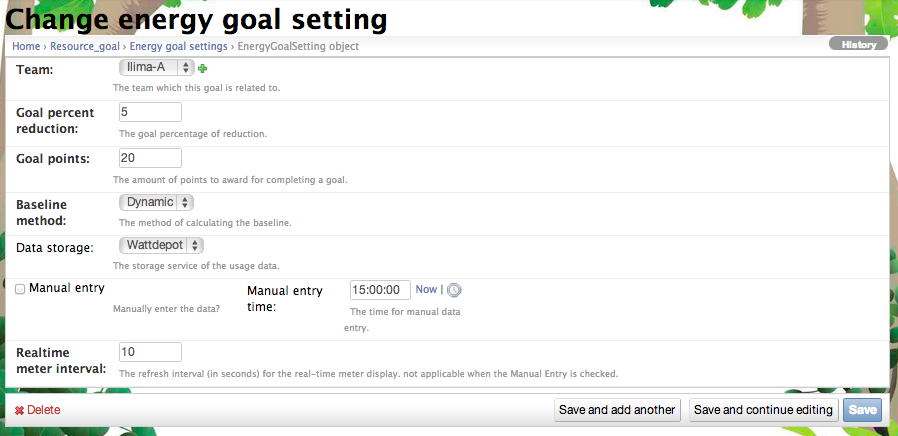 Change energy goal setting
Home › Resource_goal › Energy goal settings › EnergyGoalSetting object
History
Team:
Ilima-A
The team which this goal is related to.
Goal percent
reduction:
5
The goal percentage of reduction.
Goal points:
20
The amount of points to award for completing a goal.
Baseline
method:
Dynamic
The method of calculating the baseline.
Data storage:
Wattdepot
The storage service of the usage data.
Manual entry
Manually enter the data?
Manual entry
time:
15:00:00
Now |
The time for manual data
entry.
Realtime
meter interval:
10
The refresh interval (in seconds) for the real-time meter display. not applicable when the Manual Entry is checked.
Delete
Save and add another
Save and continue editing
Save